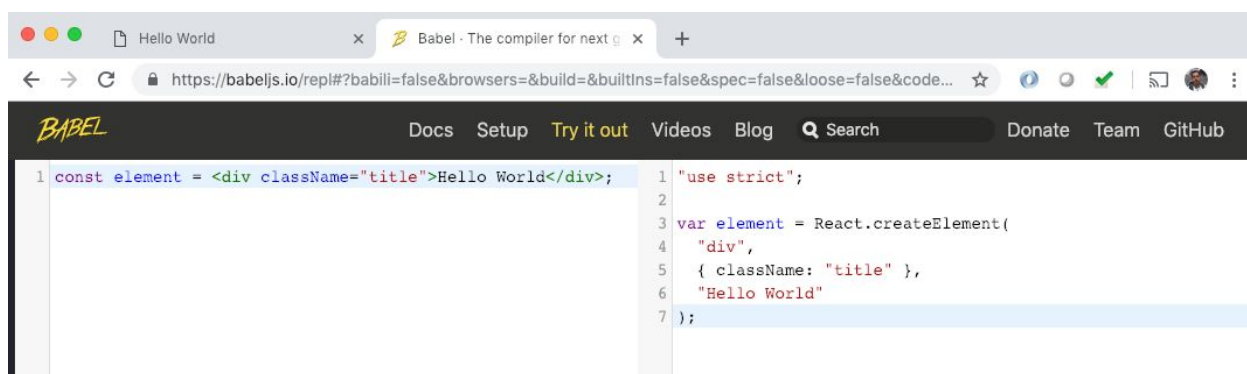 Hello World
Babel · The compiler for next g
https://babeljs.io/repl#?babili=false&browsers=&build=&builtIns=false&spec=false&loose=false&code...
BABEL Docs Setup Try it out Videos Blog Search Donate Team GitHub
1 const element = <div className="title">Hello World</div>;
1 "use strict";
2
3 var element = React.createElement(
4 "div",
5 { className: "title" },
6 "Hello World"
7 );